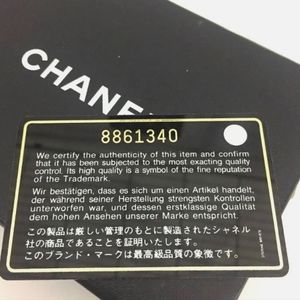 CHANEL
8861340
We certify the authenticity of this item and confirm
that it has been subjected to the most exacting quality
control. Its high quality is a symbol of the fine reputation
of the Trademark.
Wir bestätigen, dass es sich um einen Artikel handelt,
der während seiner Herstellung strengsten Kontrollen
unterworfen war, und dessen erstklassige Qualität
dem hohen Ansehen unserer Marke entspricht.
この製品は厳しい管理のもとに製造されたシャネル
社の商品であることを証明いたします。
このブランド・マークは最高級品質の象徴です。